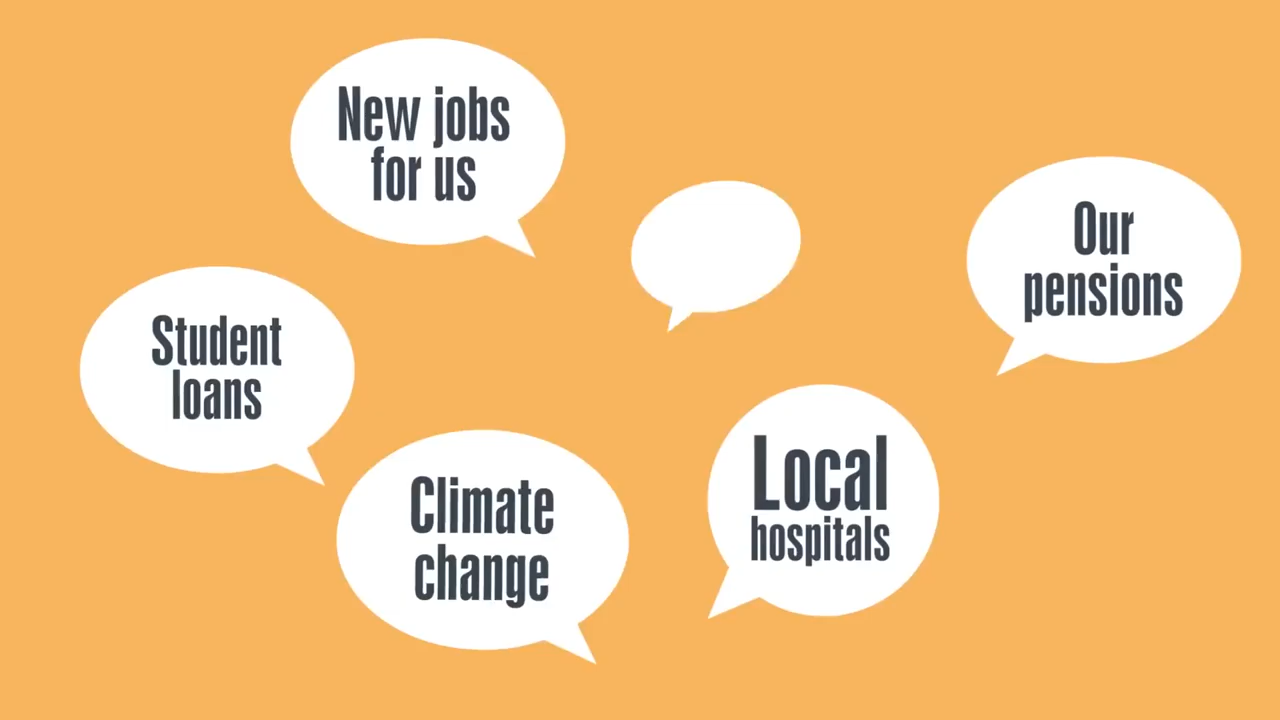 New jobs
for us
Our
pensions
Student
loans
Climate
change
Local
hospitals